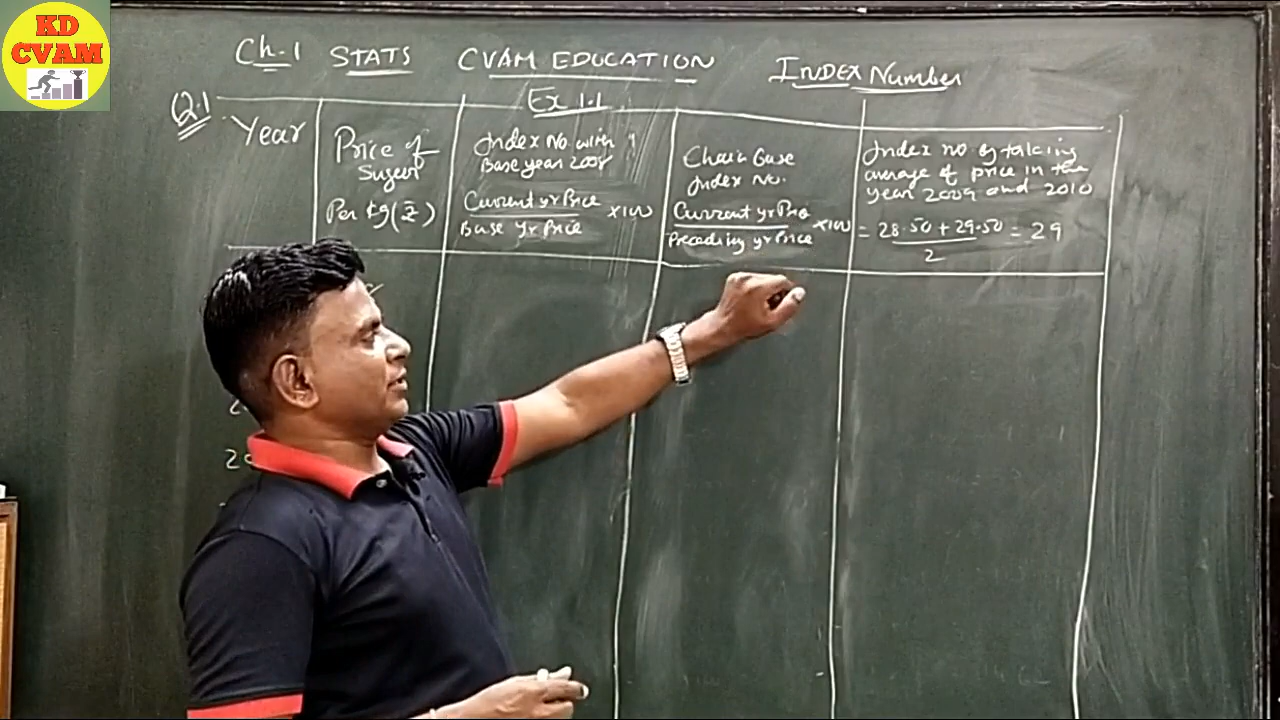 KD
CVAM
Ch.1 STATS CVAM EDUCATION INDEX Number
Q.1
Ex 1.1
Year
Price of
Sugar
Per kg (₹)
Index No. with
Base year 2008
Current yr Price
Base yr Price
×100
Chain Base
Index No.
Current yr Price
Preceding yr Price
×100
Index no by taking
average of price in the
year 2009 and 2010
= 28.50 + 29.50 = 29
2